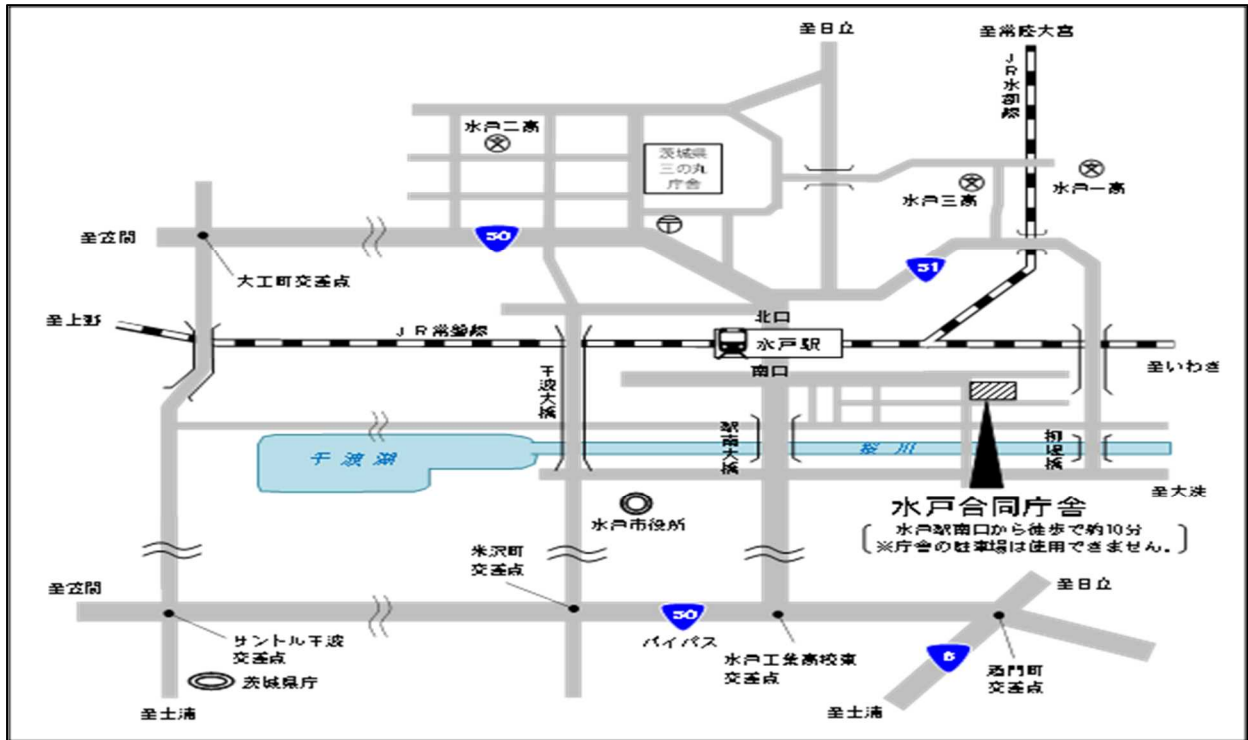 至日立
至常陸大宮
JR水郡線
水戸二高
茨城県
三の丸
庁舎
水戸三高
水戸一高
至笠間
50
51
大工町交差点
至上野
JR常磐線
北口
水戸駅
南口
至いわき
千波大橋
駅南大橋
柳堤橋
千波湖
桜川
至大洗
水戸合同庁舎
水戸駅南口から徒歩で約10分
※庁舎の駐車場は使用できません。
水戸市役所
米沢町
交差点
至笠間
至日立
50
バイパス
サントル千波
交差点
水戸工業高校東
交差点
6
酒門町
交差点
茨城県庁
至土浦
至土浦